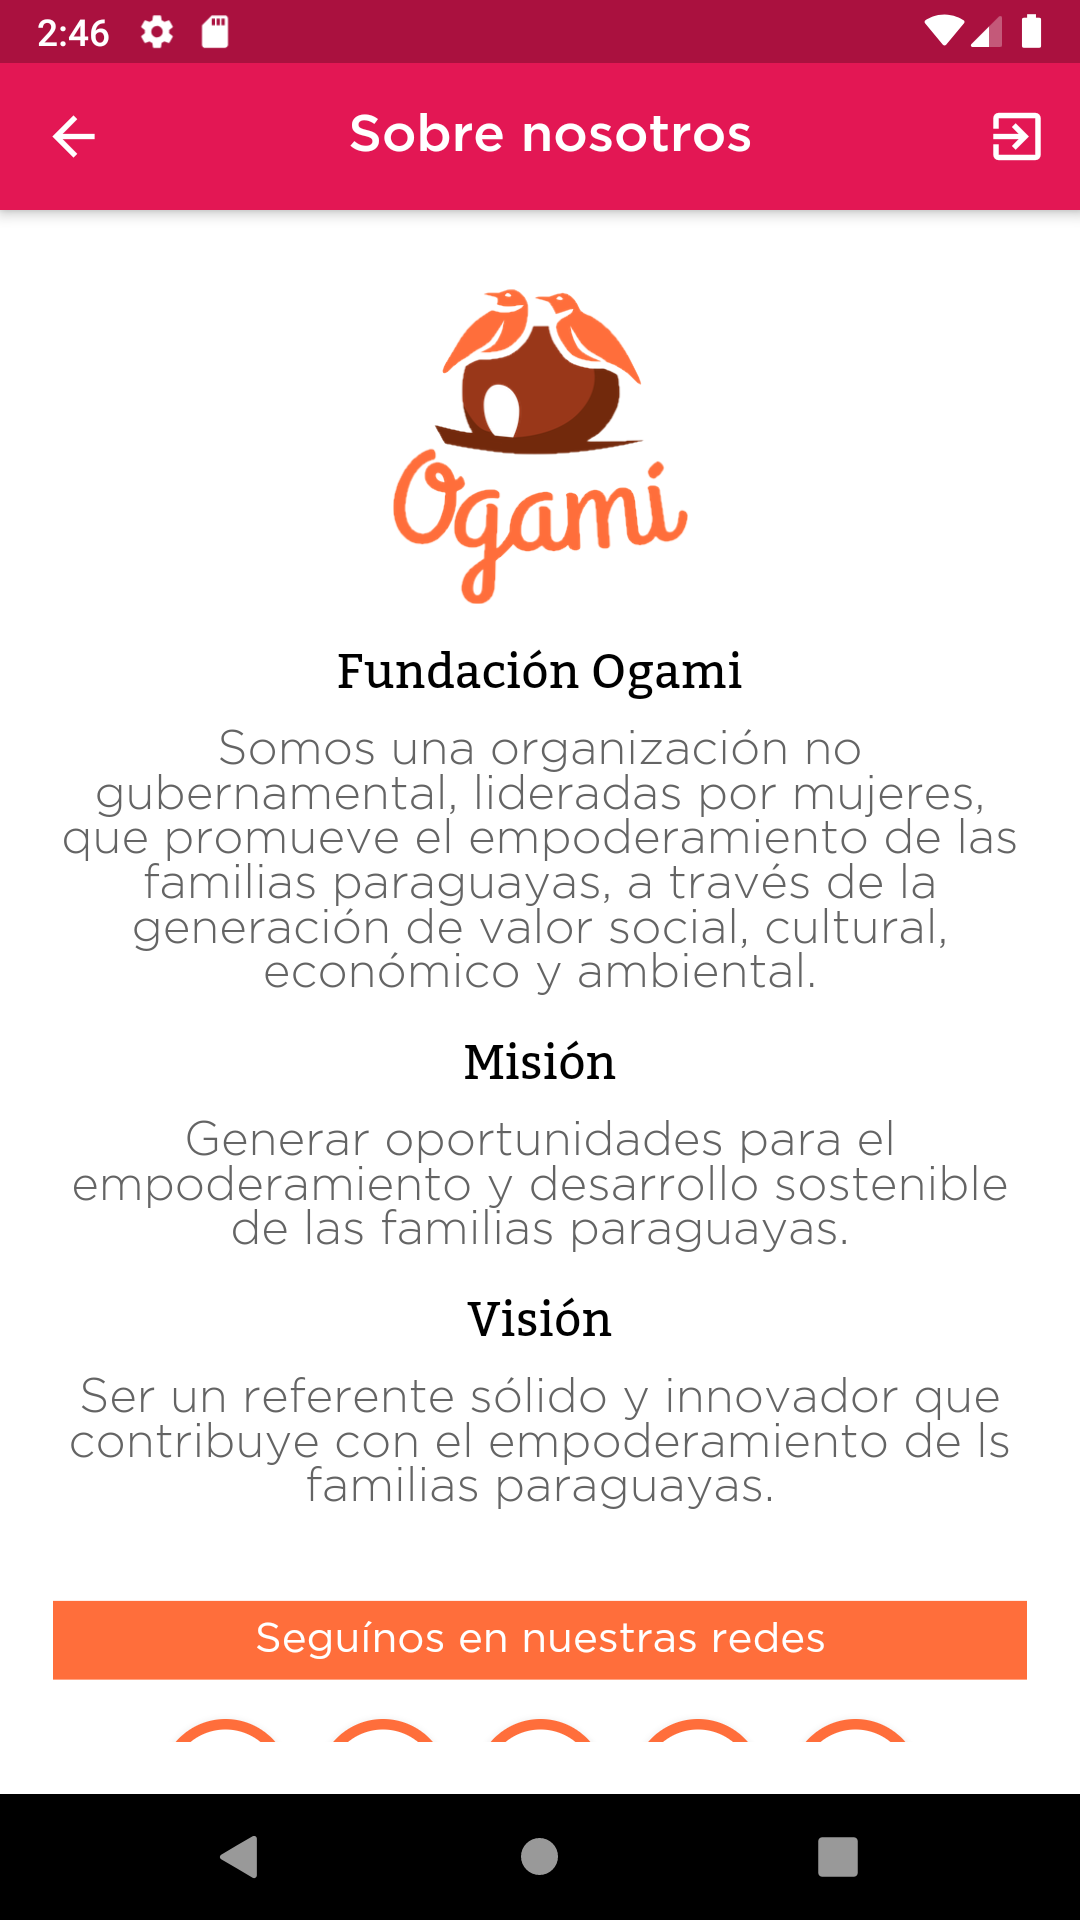 2:46
Sobre nosotros
Ogamí
Fundación Ogami
Somos una organización no
gubernamental, lideradas por mujeres,
que promueve el empoderamiento de las
familias paraguayas, a través de la
generación de valor social, cultural,
económico y ambiental.
Misión
Generar oportunidades para el
empoderamiento y desarrollo sostenible
de las familias paraguayas.
Visión
Ser un referente sólido y innovador que
contribuye con el empoderamiento de ls
familias paraguayas.
Seguínos en nuestras redes